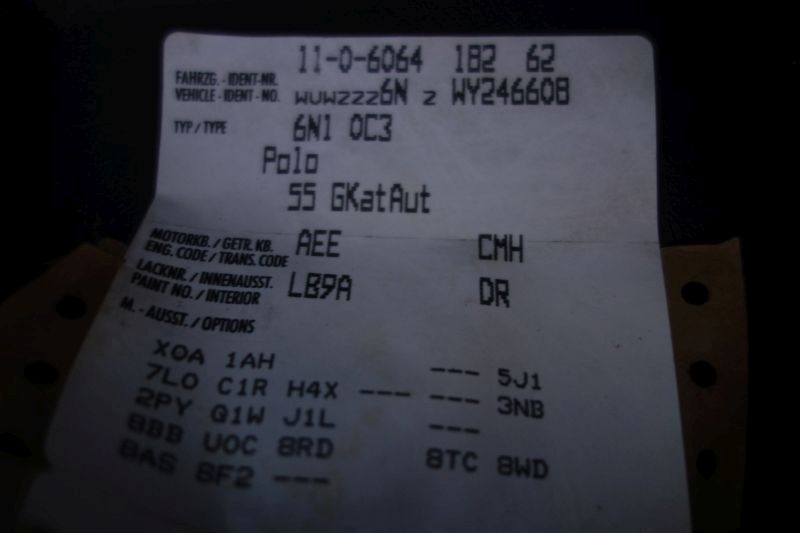 11-0-6064 182 62
FAHRZG.-IDENT-NR.
VEHICLE-IDENT-NO. WVWZZZ6N Z WY246608
TYP/TYPE 6N1 0C3
Polo
55 GKatAut
MOTORKB./GETR.KB.
ENG.CODE/TRANS.CODE AEE CMH
LACKNR./INNENAUSST.
PAINT NO./INTERIOR LB9A DR
M.-AUSST./OPTIONS
X0A 1AH --- 5J1
7L0 C1R H4X --- --- 3NB
2PY G1W J1L ---
8BB U0C 8RD 8TC 8WD
8AS 8F2 ---